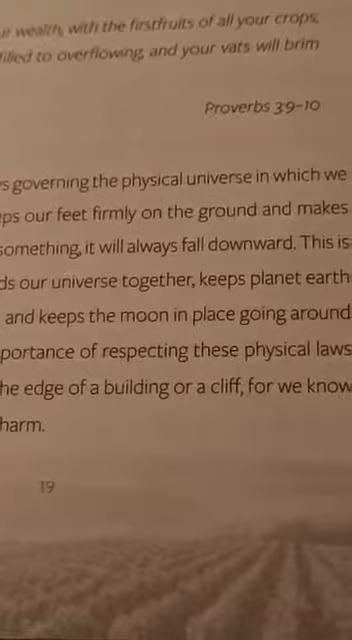 wealth, with the firstfruits of all your crops;
filled to overflowing, and your vats will brim
Proverbs 3:9-10
governing the physical universe in which we
our feet firmly on the ground and makes
something, it will always fall downward. This is
our universe together, keeps planet earth
and keeps the moon in place going around
of respecting these physical laws
edge of a building or a cliff, for we know
harm.
19